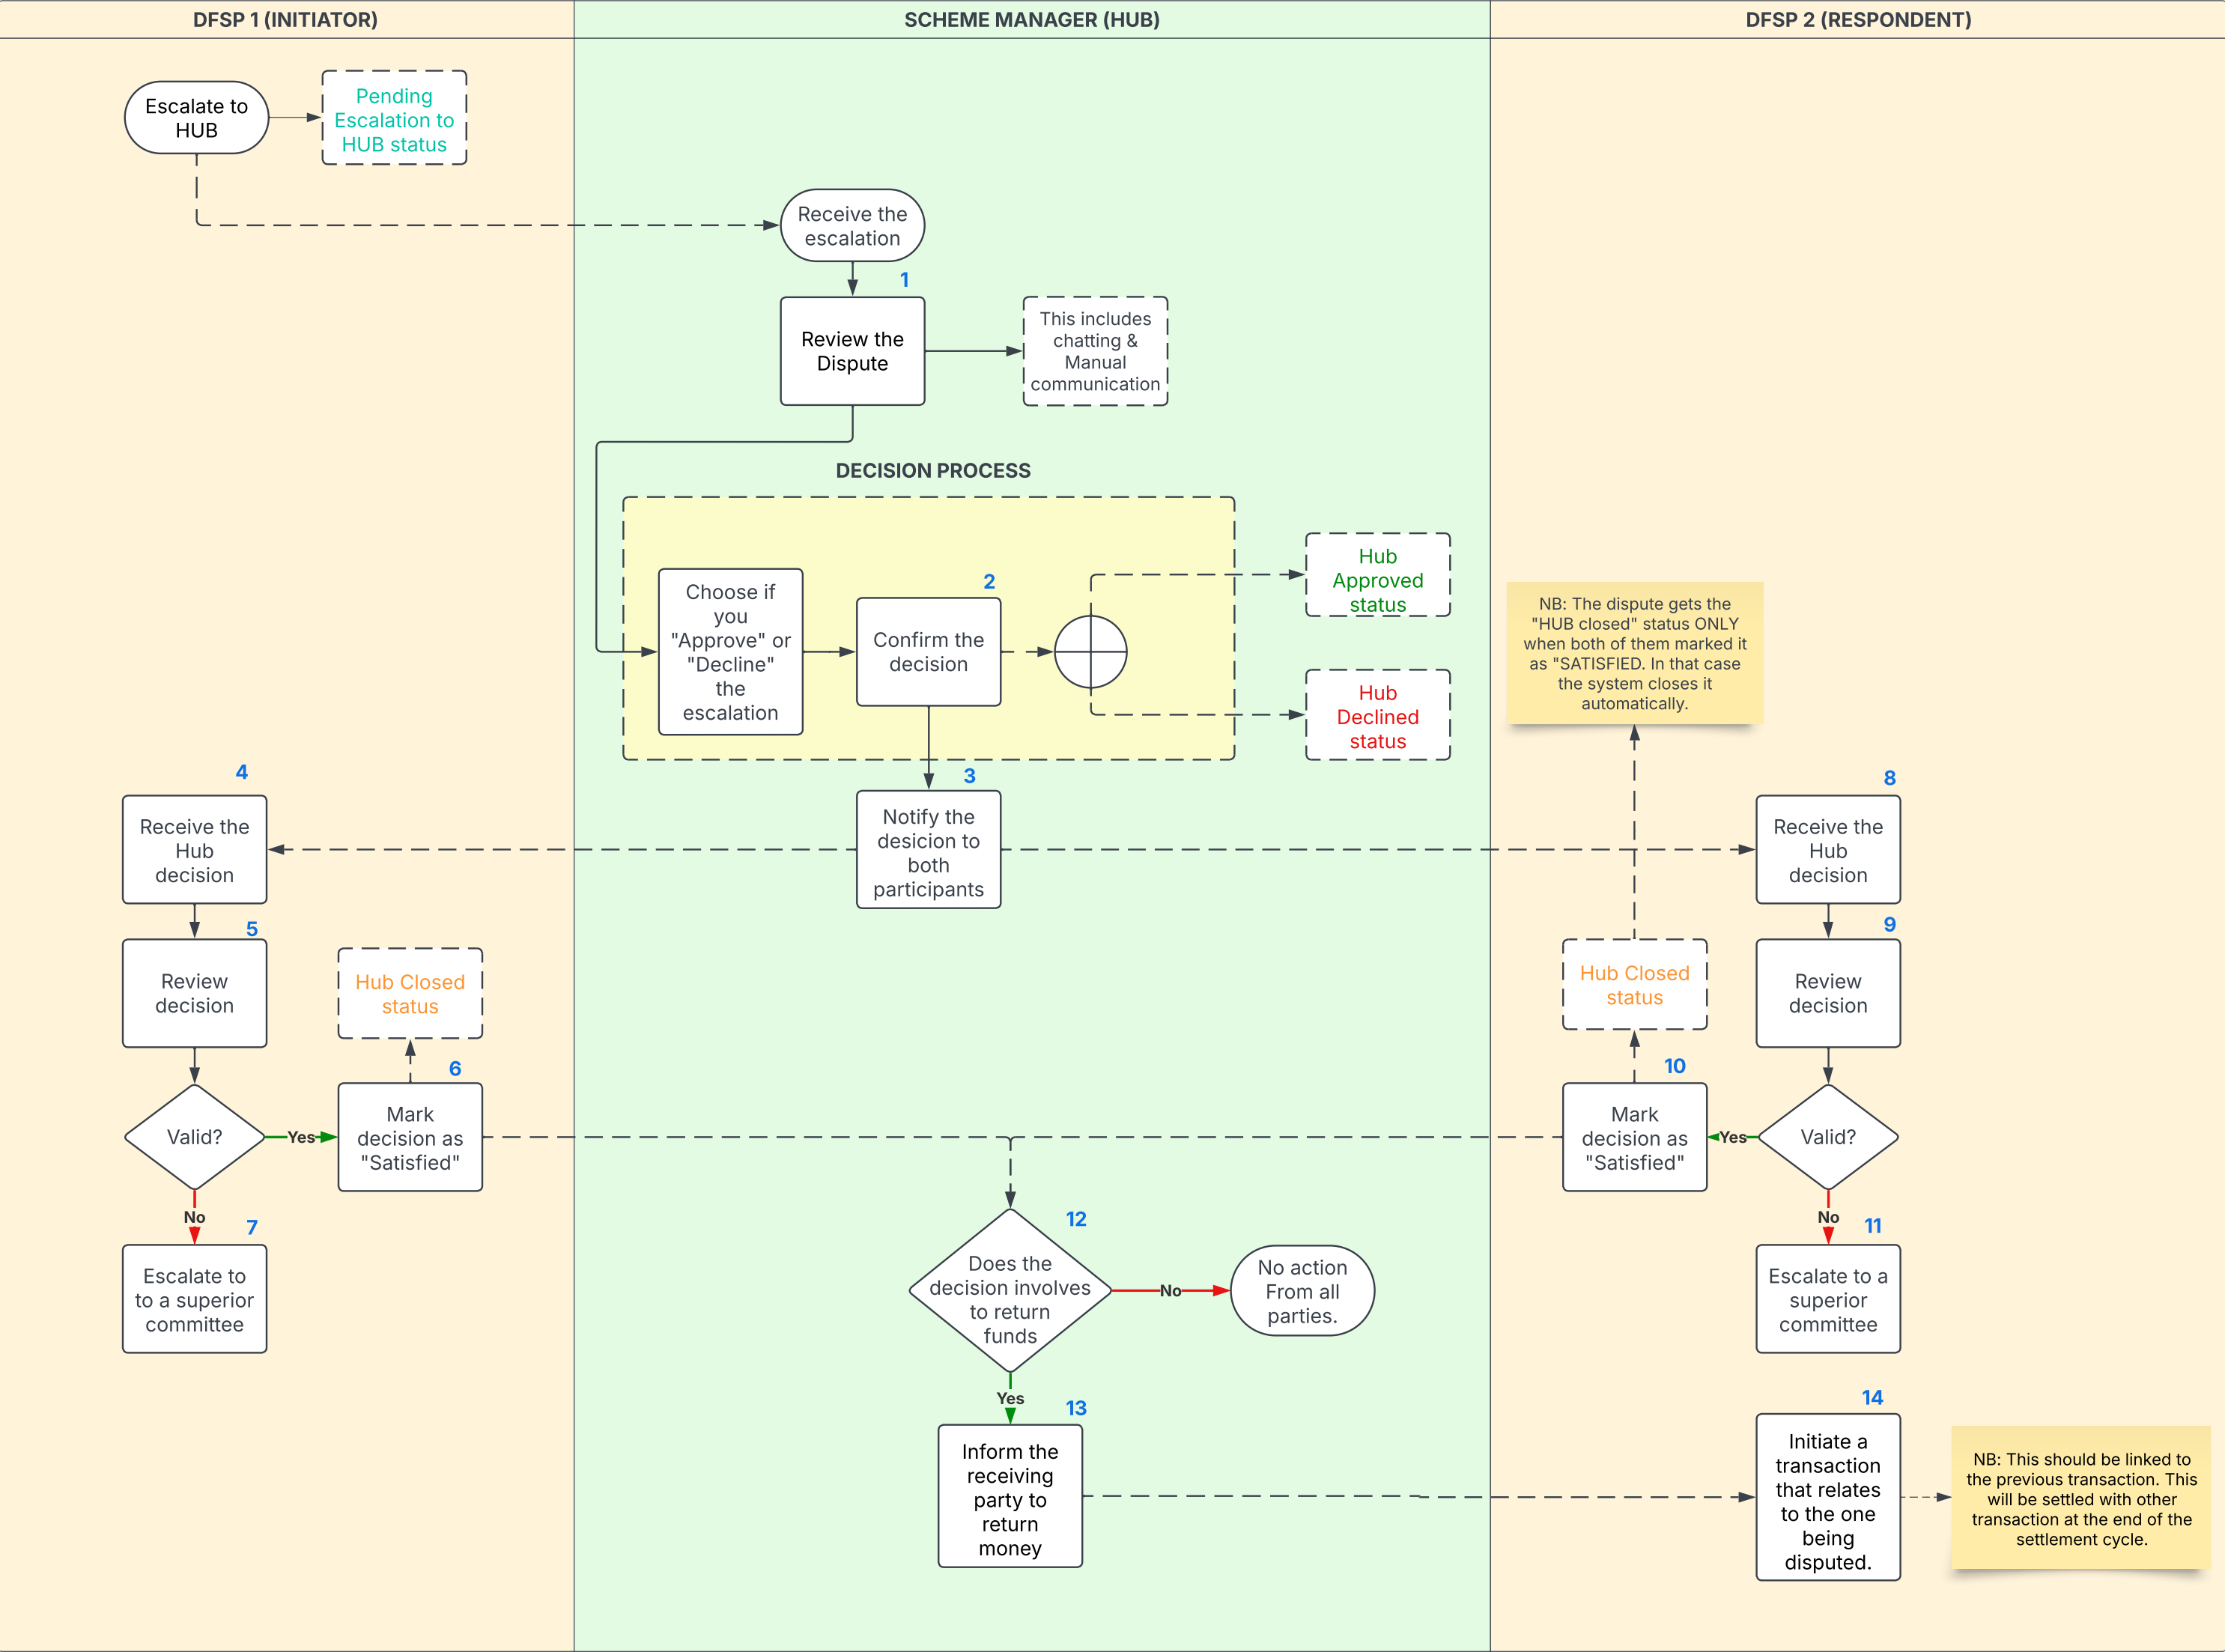 DFSP 1 (INITIATOR)
SCHEME MANAGER (HUB)
DFSP 2 (RESPONDENT)
Escalate to
HUB
Pending
Escalation to
HUB status
Receive the
escalation
1
Review the
Dispute
This includes
chatting &
Manual
communication
DECISION PROCESS
Choose if
you
"Approve" or
"Decline"
the
escalation
2
Confirm the
decision
Hub
Approved
status
Hub
Declined
status
NB: The dispute gets the
"HUB closed" status ONLY
when both of them marked it
as "SATISFIED. In that case
the system closes it
automatically.
3
Notify the
desicion to
both
participants
4
Receive the
Hub
decision
5
Review
decision
Hub Closed
status
Valid?
Yes
6
Mark
decision as
"Satisfied"
No
7
Escalate to
to a superior
committee
8
Receive the
Hub
decision
9
Review
decision
Hub Closed
status
Valid?
Yes
10
Mark
decision as
"Satisfied"
No
11
Escalate to a
superior
committee
12
Does the
decision involves
to return
funds
No
No action
From all
parties.
Yes
13
Inform the
receiving
party to
return
money
14
Initiate a
transaction
that relates
to the one
being
disputed.
NB: This should be linked to
the previous transaction. This
will be settled with other
transaction at the end of the
settlement cycle.